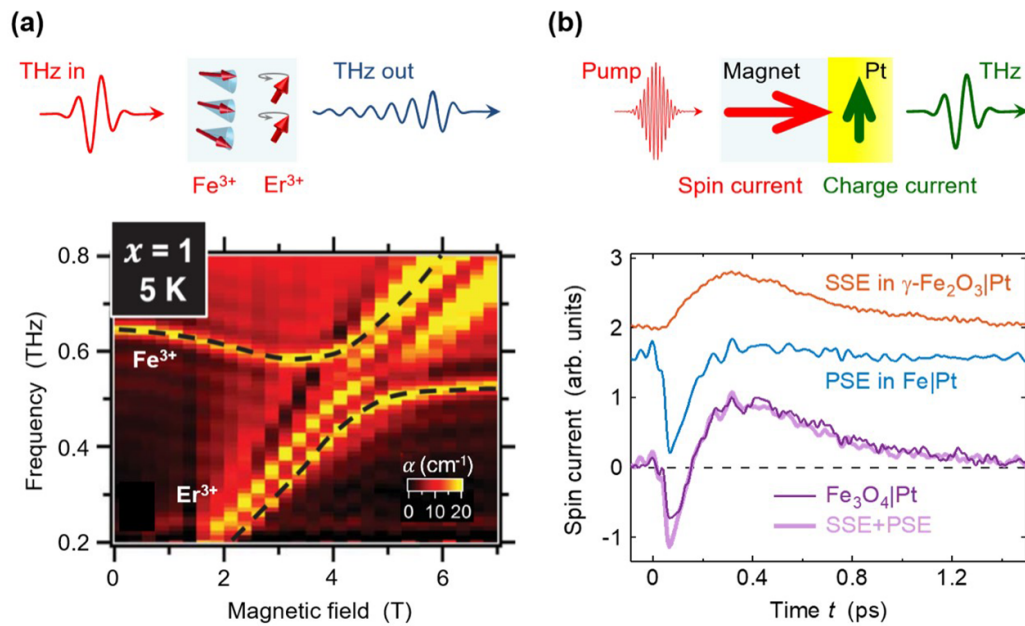 (a)
THz in
THz out
Fe³⁺
Er³⁺
x = 1
5 K
Fe³⁺
Er³⁺
α (cm⁻¹)
0 10 20
Frequency (THz)
0.8
0.6
0.4
0.2
0 2 4 6
Magnetic field (T)
(b)
Pump
Magnet
Pt
THz
Spin current
Charge current
Spin current (arb. units)
3
2
1
0
-1
SSE in γ-Fe₂O₃|Pt
PSE in Fe|Pt
Fe₃O₄|Pt
SSE+PSE
0 0.4 0.8 1.2
Time t (ps)